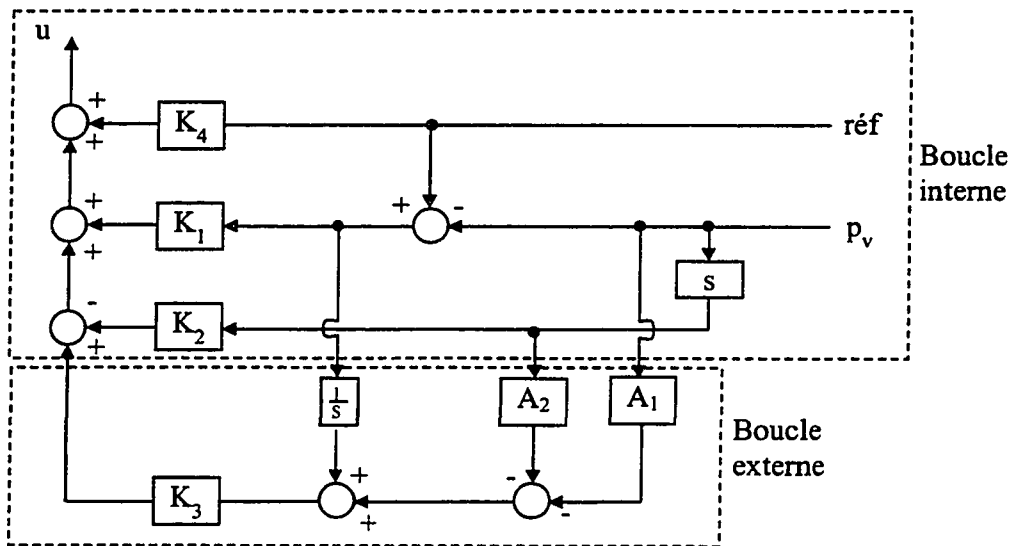 u
+
K₄
réf
+
Boucle
interne
+
K₁
+
-
pᵥ
+
s
-
K₂
+
1/s
A₂
A₁
Boucle
externe
+
-
K₃
+
-